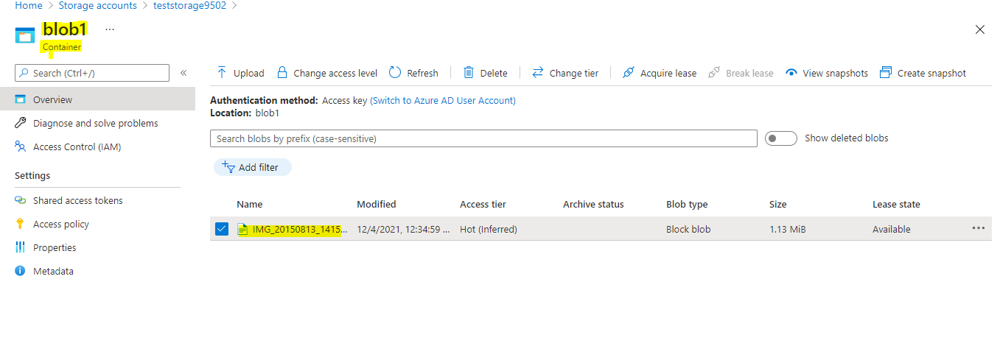 Home > Storage accounts > teststorage9502 >
blob1 ...
Container
Search (Ctrl+/) «
Overview
Diagnose and solve problems
Access Control (IAM)
Settings
Shared access tokens
Access policy
Properties
Metadata
Upload Change access level Refresh Delete Change tier Acquire lease Break lease View snapshots Create snapshot
Authentication method: Access key (Switch to Azure AD User Account)
Location: blob1
Search blobs by prefix (case-sensitive) Show deleted blobs
Add filter
Name Modified Access tier Archive status Blob type Size Lease state
IMG_20150813_1415... 12/4/2021, 12:34:59 ... Hot (Inferred) Block blob 1.13 MiB Available ...